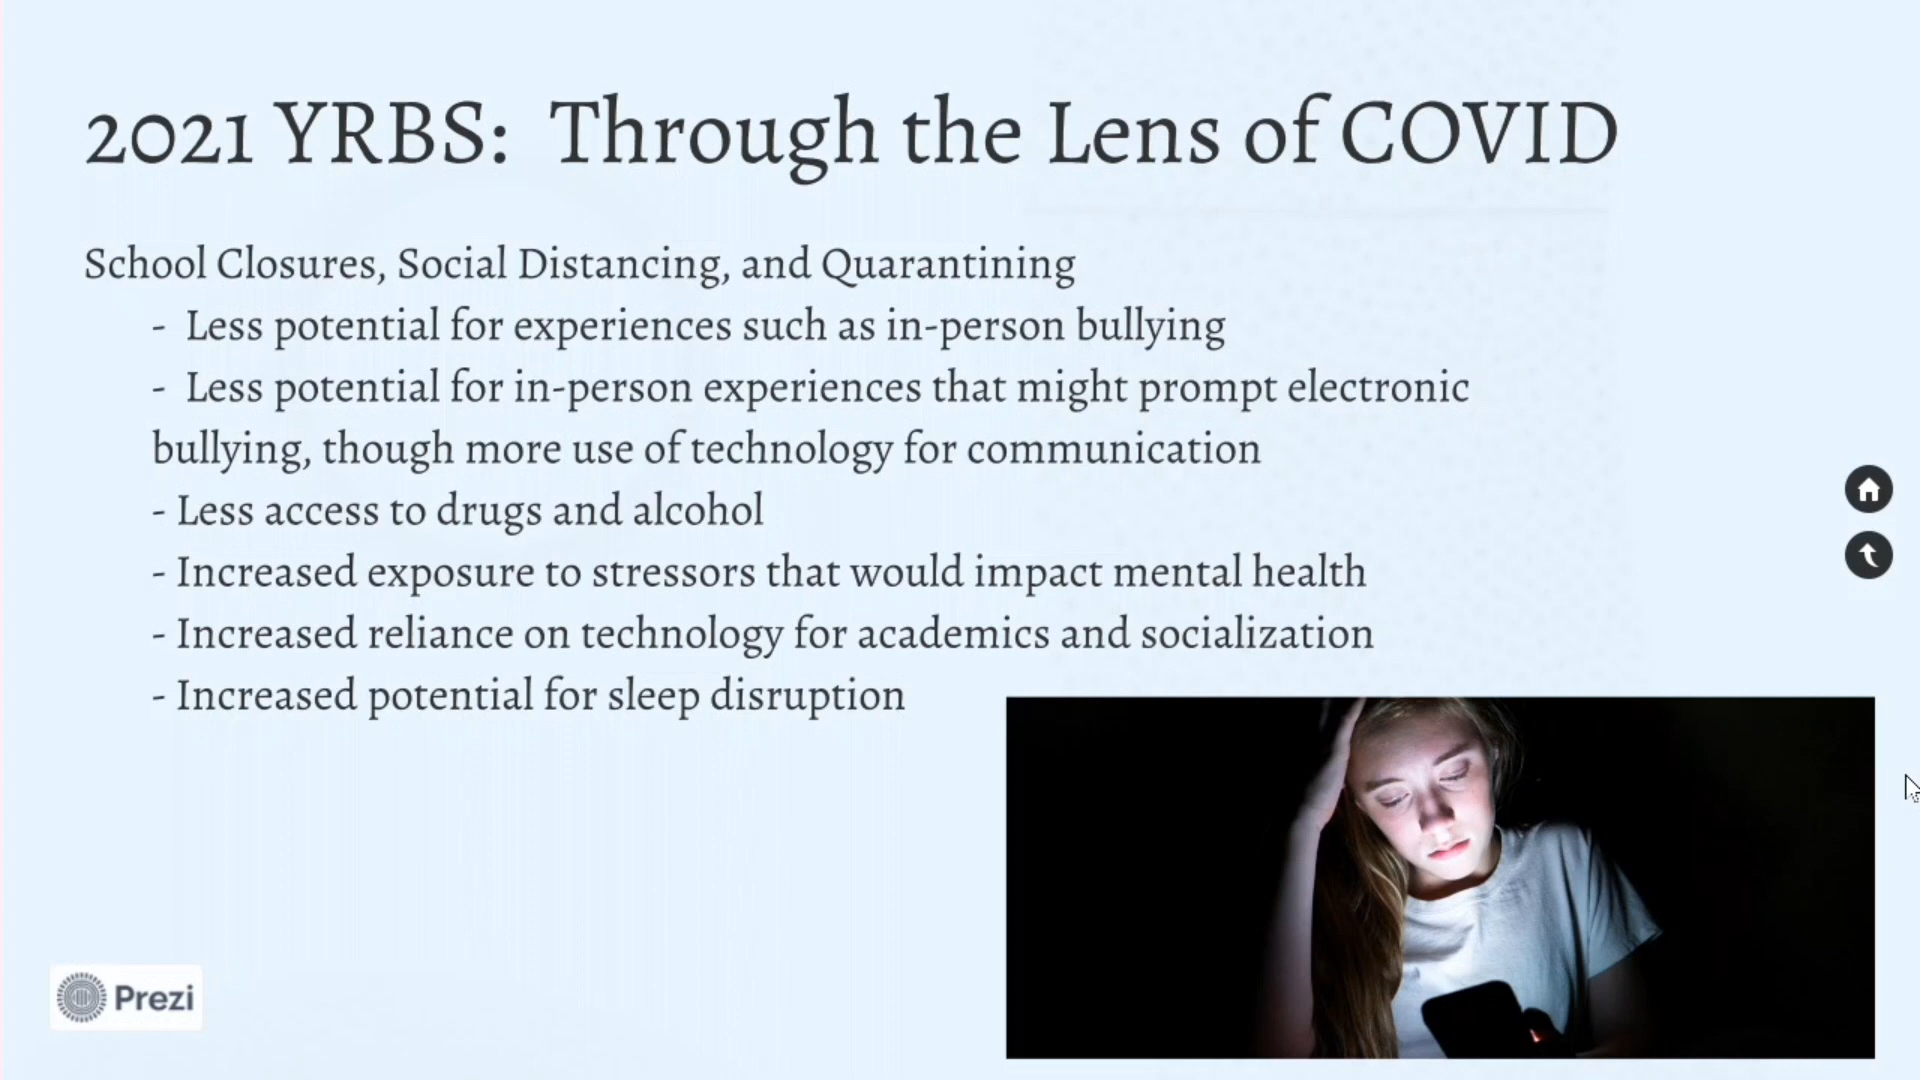 2021 YRBS: Through the Lens of COVID
School Closures, Social Distancing, and Quarantining
- Less potential for experiences such as in-person bullying
- Less potential for in-person experiences that might prompt electronic
bullying, though more use of technology for communication
- Less access to drugs and alcohol
- Increased exposure to stressors that would impact mental health
- Increased reliance on technology for academics and socialization
- Increased potential for sleep disruption
Prezi